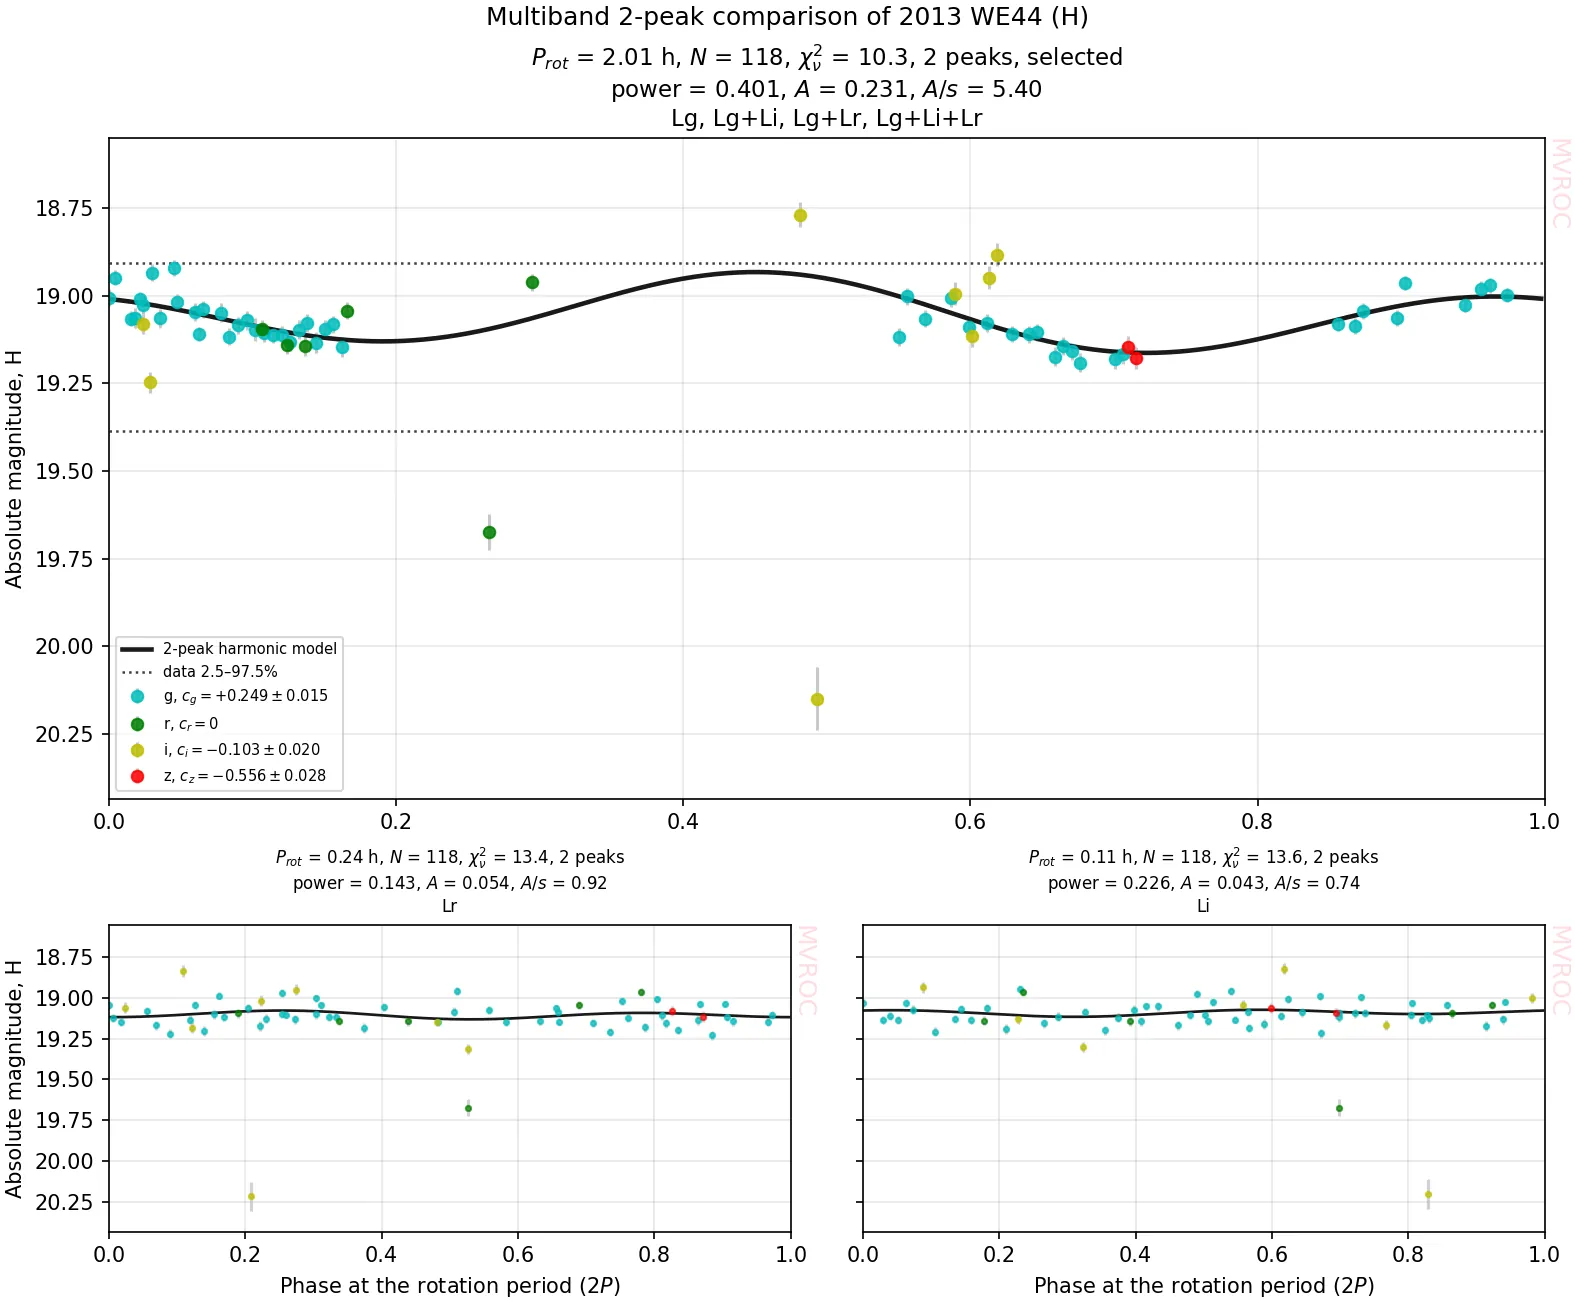 Multiband 2-peak comparison of 2013 WE44 (H)
P_rot = 2.01 h, N = 118, χ²_ν = 10.3, 2 peaks, selected
power = 0.401, A = 0.231, A/s = 5.40
Lg, Lg+Li, Lg+Lr, Lg+Li+Lr
MVROC
Absolute magnitude, H
18.75
19.00
19.25
19.50
19.75
20.00
20.25
2-peak harmonic model
data 2.5–97.5%
g, c_g = +0.249 ± 0.015
r, c_r = 0
i, c_i = −0.103 ± 0.020
z, c_z = −0.556 ± 0.028
0.0 0.2 0.4 0.6 0.8 1.0
P_rot = 0.24 h, N = 118, χ²_ν = 13.4, 2 peaks
power = 0.143, A = 0.054, A/s = 0.92
Lr
MVROC
Absolute magnitude, H
18.75
19.00
19.25
19.50
19.75
20.00
20.25
0.0 0.2 0.4 0.6 0.8 1.0
Phase at the rotation period (2P)
P_rot = 0.11 h, N = 118, χ²_ν = 13.6, 2 peaks
power = 0.226, A = 0.043, A/s = 0.74
Li
MVROC
0.0 0.2 0.4 0.6 0.8 1.0
Phase at the rotation period (2P)